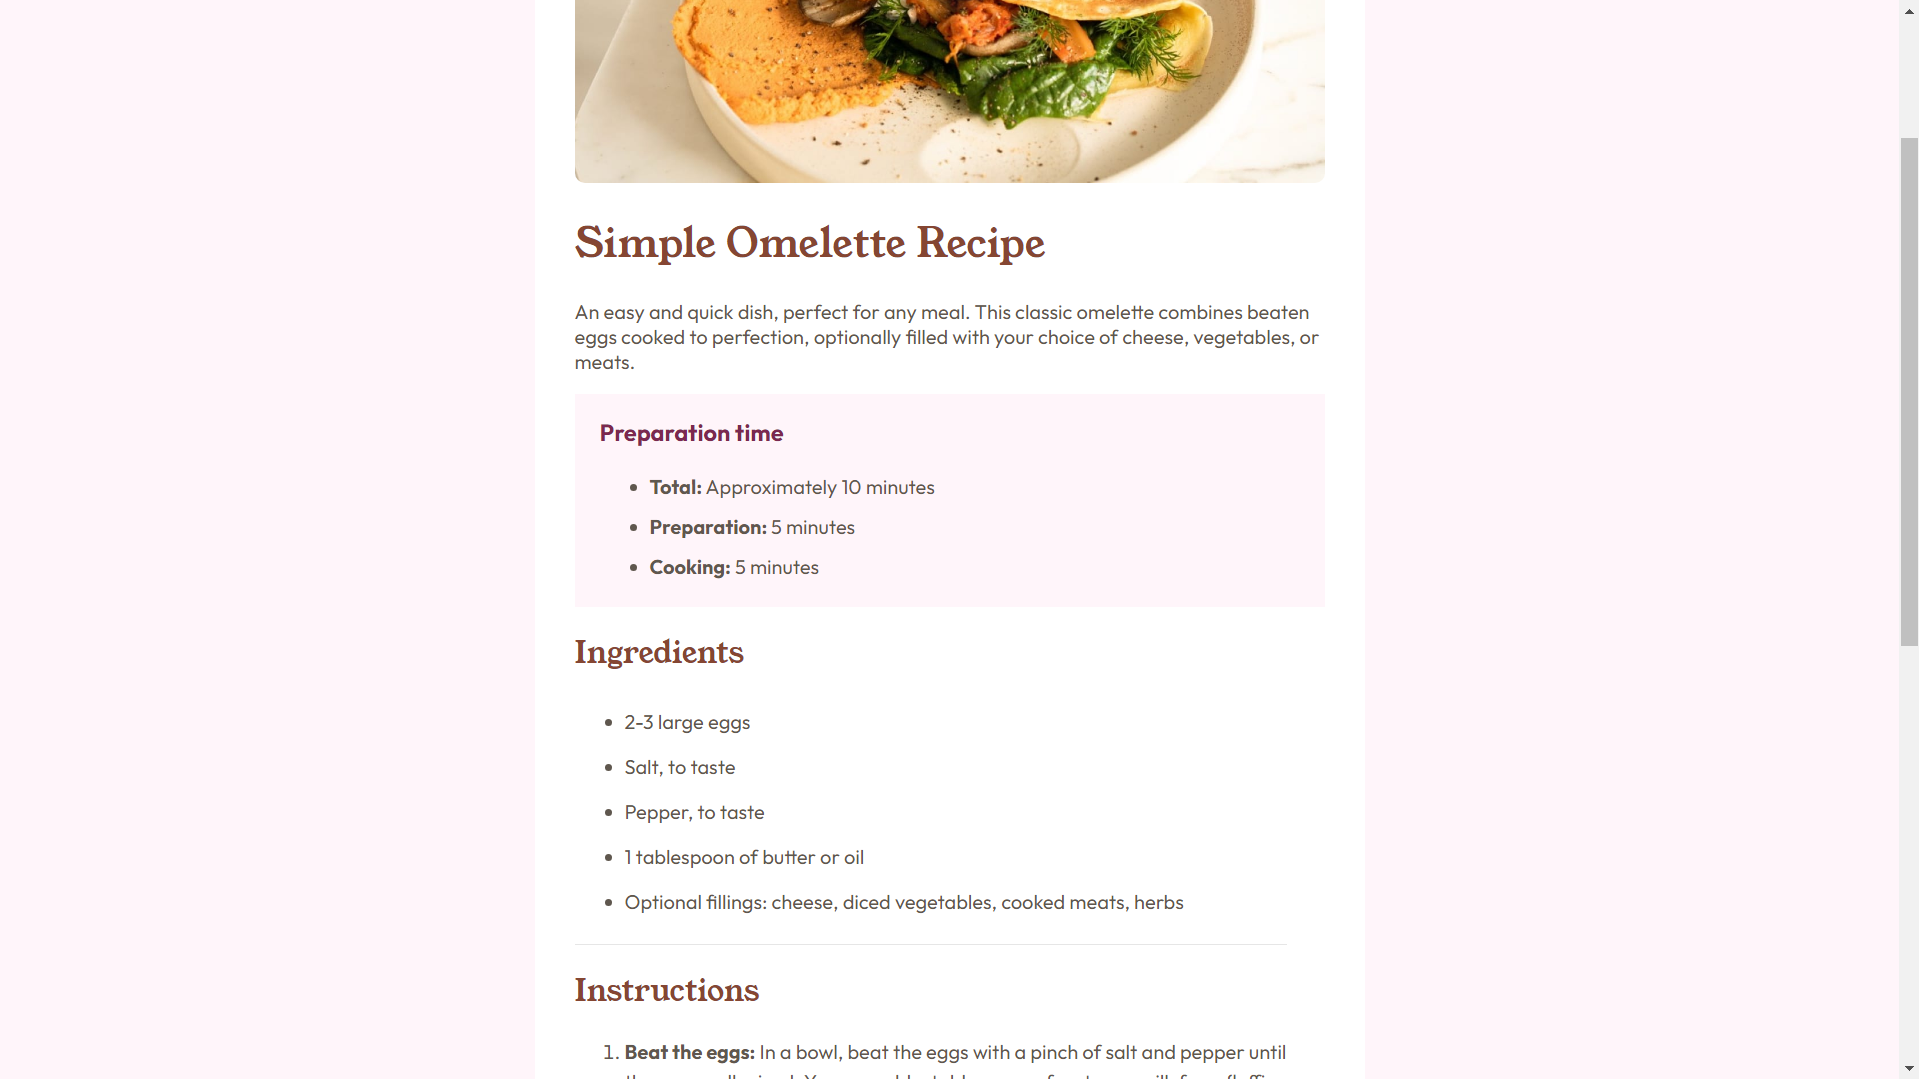 Simple Omelette Recipe
An easy and quick dish, perfect for any meal. This classic omelette combines beaten
eggs cooked to perfection, optionally filled with your choice of cheese, vegetables, or
meats.
Preparation time
• Total: Approximately 10 minutes
• Preparation: 5 minutes
• Cooking: 5 minutes
Ingredients
• 2-3 large eggs
• Salt, to taste
• Pepper, to taste
• 1 tablespoon of butter or oil
• Optional fillings: cheese, diced vegetables, cooked meats, herbs
Instructions
1. Beat the eggs: In a bowl, beat the eggs with a pinch of salt and pepper until